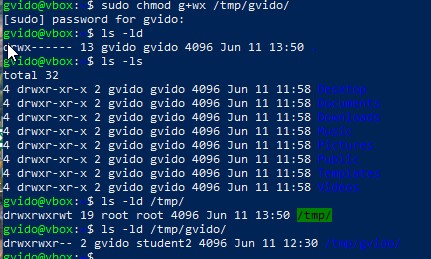 gvido@vbox: $ sudo chmod g+wx /tmp/gvido/
[sudo] password for gvido:
gvido@vbox: $ ls -ld
drwx------ 13 gvido gvido 4096 Jun 11 13:50 .
gvido@vbox: $ ls -ls
total 32
4 drwxr-xr-x 2 gvido gvido 4096 Jun 11 11:58 Desktop
4 drwxr-xr-x 2 gvido gvido 4096 Jun 11 11:58 Documents
4 drwxr-xr-x 2 gvido gvido 4096 Jun 11 11:58 Downloads
4 drwxr-xr-x 2 gvido gvido 4096 Jun 11 11:58 Music
4 drwxr-xr-x 2 gvido gvido 4096 Jun 11 11:58 Pictures
4 drwxr-xr-x 2 gvido gvido 4096 Jun 11 11:58 Public
4 drwxr-xr-x 2 gvido gvido 4096 Jun 11 11:58 Templates
4 drwxr-xr-x 2 gvido gvido 4096 Jun 11 11:58 Videos
gvido@vbox: $ ls -ld /tmp/
drwxrwxrwt 19 root root 4096 Jun 11 13:50 /tmp/
gvido@vbox: $ ls -ld /tmp/gvido/
drwxrwxr-- 2 gvido student2 4096 Jun 11 12:30 /tmp/gvido/
gvido@vbox: $